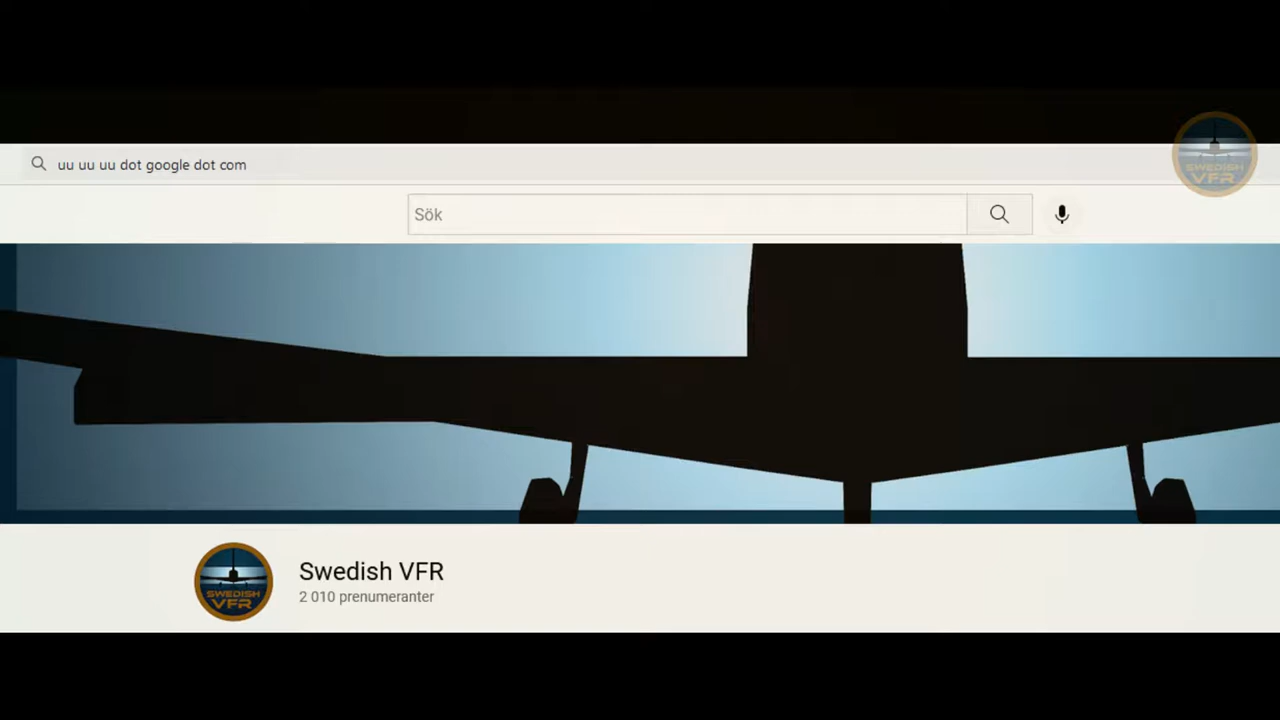 uu uu uu dot google dot com
SWEDISH
VFR
Sök
Swedish VFR
2 010 prenumeranter
SWEDISH
VFR